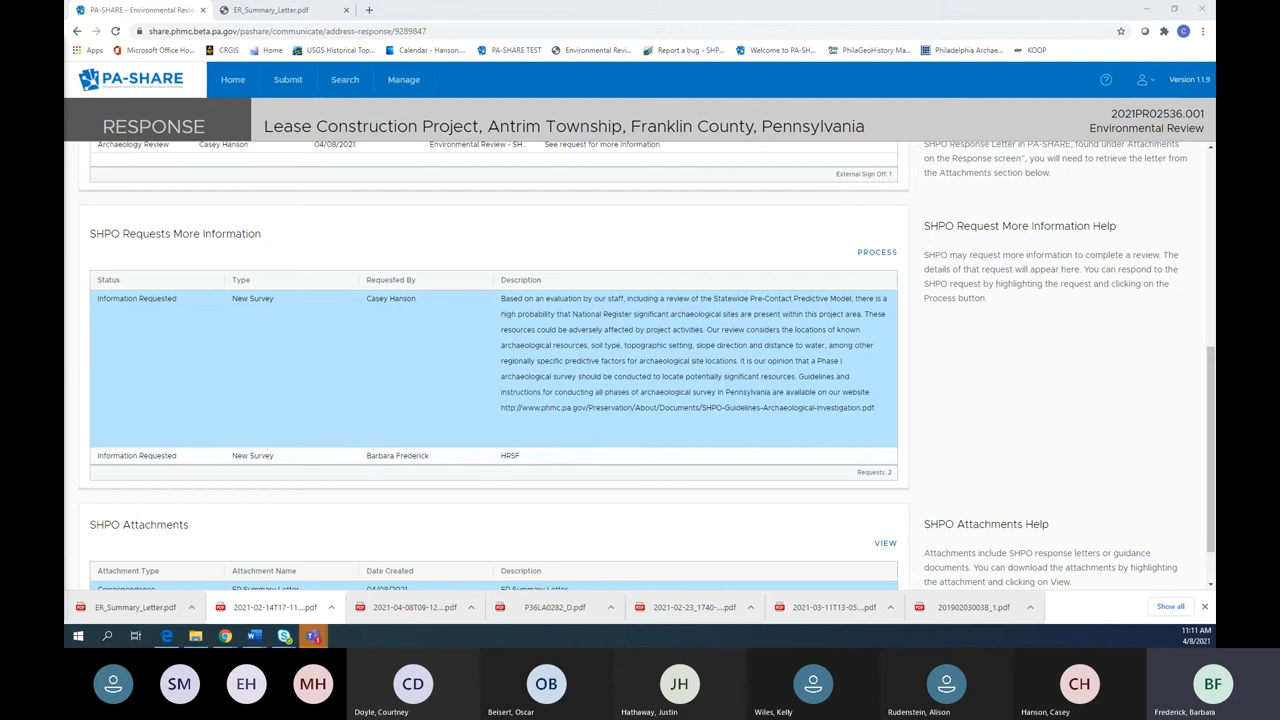 PA-SHARE - Environmental Review
ER_Summary_Letter.pdf
share.phmc.beta.pa.gov/pashare/communicate/address-response/9289847
C
Apps
Microsoft Office Ho...
CRGIS
Home
USGS Historical Top...
Calendar - Hanson,...
PA-SHARE TEST
Environmental Revi...
Report a bug - SHP...
Welcome to PA-SH...
PhilaGeoHistory Ma...
Philadelphia Archae...
KOOP
PA-SHARE
Home
Submit
Search
Manage
Version 1.1.9
RESPONSE
Lease Construction Project, Antrim Township, Franklin County, Pennsylvania
2021PR02536.001
Environmental Review
Archaeology Review
Casey Hanson
04/08/2021
Environmental Review - SH...
See request for more information.
External Sign Off: 1
SHPO Response Letter in PA-SHARE, found under Attachments
on the Response screen", you will need to retrieve the letter from
the Attachments section below.
SHPO Requests More Information
PROCESS
Status
Type
Requested By
Description
Information Requested
New Survey
Casey Hanson
Based on an evaluation by our staff, including a review of the Statewide Pre-Contact Predictive Model, there is a
high probability that National Register significant archaeological sites are present within this project area. These
resources could be adversely affected by project activities. Our review considers the locations of known
archaeological resources, soil type, topographic setting, slope direction and distance to water, among other
regionally specific predictive factors for archaeological site locations. It is our opinion that a Phase I
archaeological survey should be conducted to locate potentially significant resources. Guidelines and
instructions for conducting all phases of archaeological survey in Pennsylvania are available on our website
http://www.phmc.pa.gov/Preservation/About/Documents/SHPO-Guidelines-Archaeological-Investigation.pdf.
Information Requested
New Survey
Barbara Frederick
HRSF
Requests: 2
SHPO Request More Information Help
SHPO may request more information to complete a review. The
details of that request will appear here. You can respond to the
SHPO request by highlighting the request and clicking on the
Process button.
SHPO Attachments
VIEW
Attachment Type
Attachment Name
Date Created
Description
Correspondence
ER Summary Letter
04/08/2021
ER Summary Letter
SHPO Attachments Help
Attachments include SHPO response letters or guidance
documents. You can download the attachments by highlighting
the attachment and clicking on View.
ER_Summary_Letter.pdf
2021-02-14T17-11....pdf
2021-04-08T09-12....pdf
P36LA0282_D.pdf
2021-02-23_1740-....pdf
2021-03-11T13-05....pdf
201902030038_1.pdf
Show all
11:11 AM
4/8/2021
SM
EH
MH
CD
Doyle, Courtney
OB
Beisert, Oscar
JH
Hathaway, Justin
Wiles, Kelly
Rudenstein, Alison
CH
Hanson, Casey
BF
Frederick, Barbara